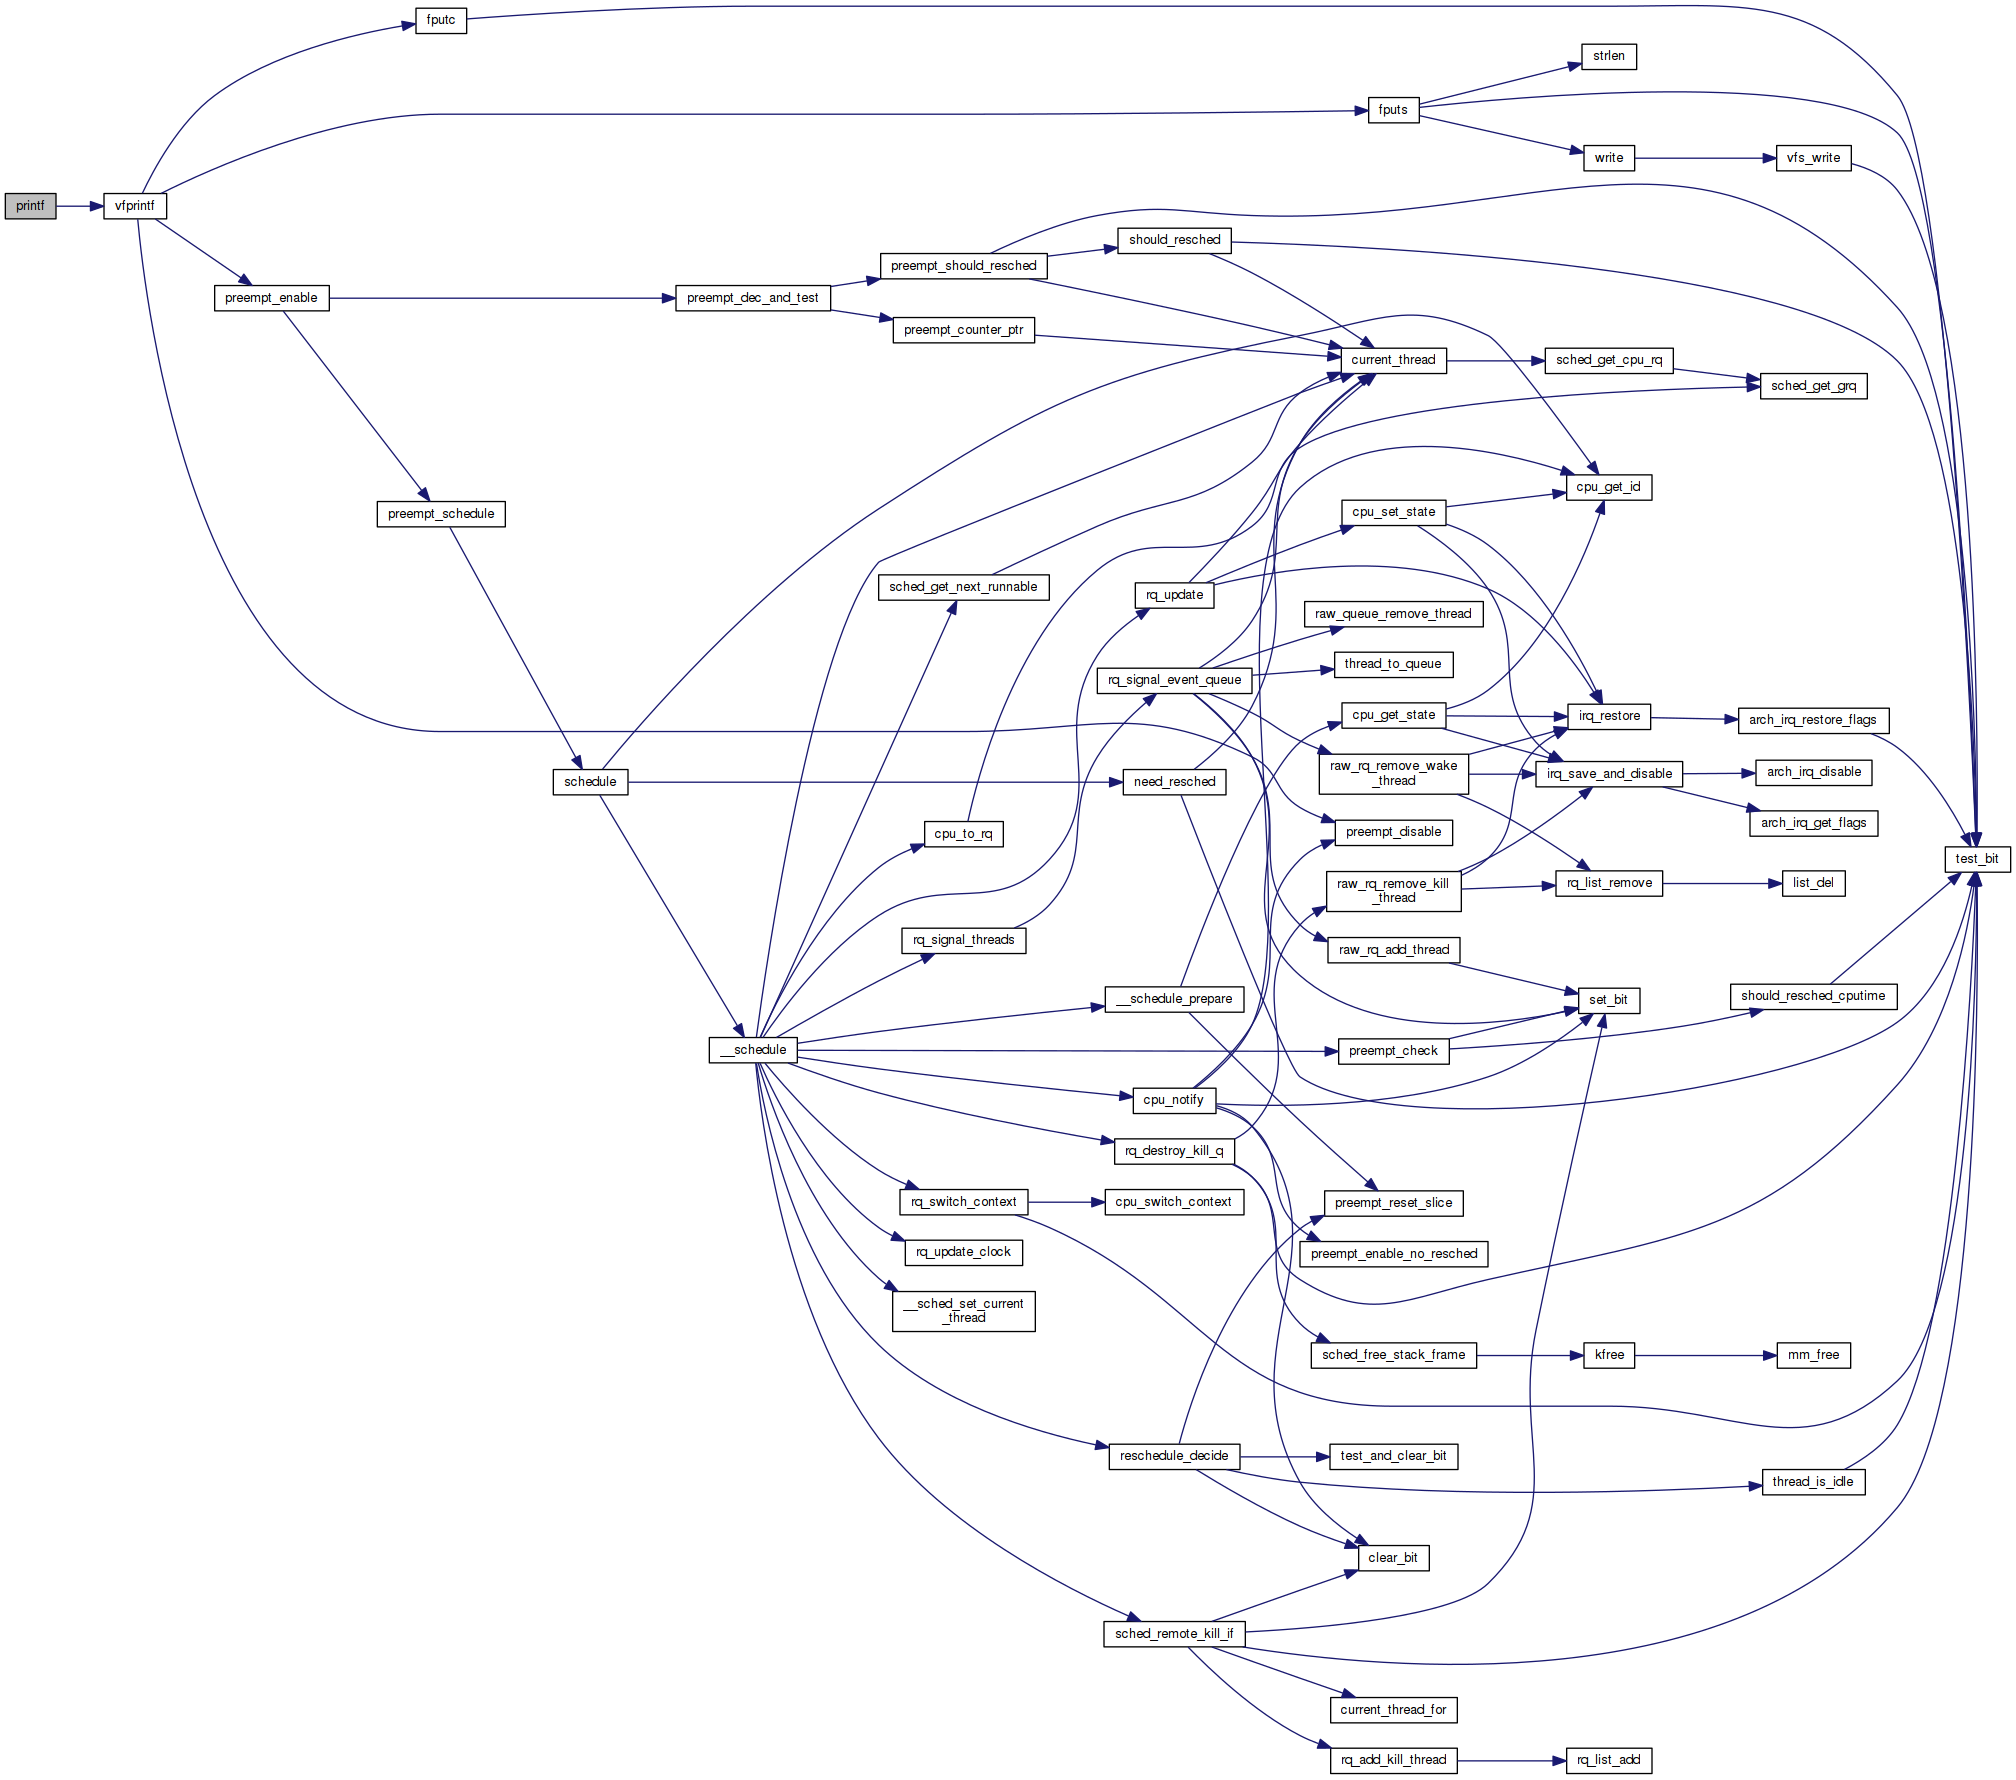 fputc
strlen
fputs
write
vfs_write
printf
vfprintf
should_resched
preempt_should_resched
preempt_enable
preempt_dec_and_test
preempt_counter_ptr
current_thread
sched_get_cpu_rq
sched_get_grq
cpu_get_id
preempt_schedule
cpu_set_state
sched_get_next_runnable
rq_update
raw_queue_remove_thread
thread_to_queue
rq_signal_event_queue
cpu_get_state
irq_restore
arch_irq_restore_flags
raw_rq_remove_wake
_thread
irq_save_and_disable
arch_irq_disable
schedule
need_resched
arch_irq_get_flags
cpu_to_rq
preempt_disable
test_bit
raw_rq_remove_kill
_thread
rq_list_remove
list_del
rq_signal_threads
raw_rq_add_thread
__schedule_prepare
set_bit
should_resched_cputime
__schedule
preempt_check
cpu_notify
rq_destroy_kill_q
rq_switch_context
cpu_switch_context
preempt_reset_slice
rq_update_clock
preempt_enable_no_resched
__sched_set_current
_thread
sched_free_stack_frame
kfree
mm_free
reschedule_decide
test_and_clear_bit
thread_is_idle
clear_bit
sched_remote_kill_if
current_thread_for
rq_add_kill_thread
rq_list_add